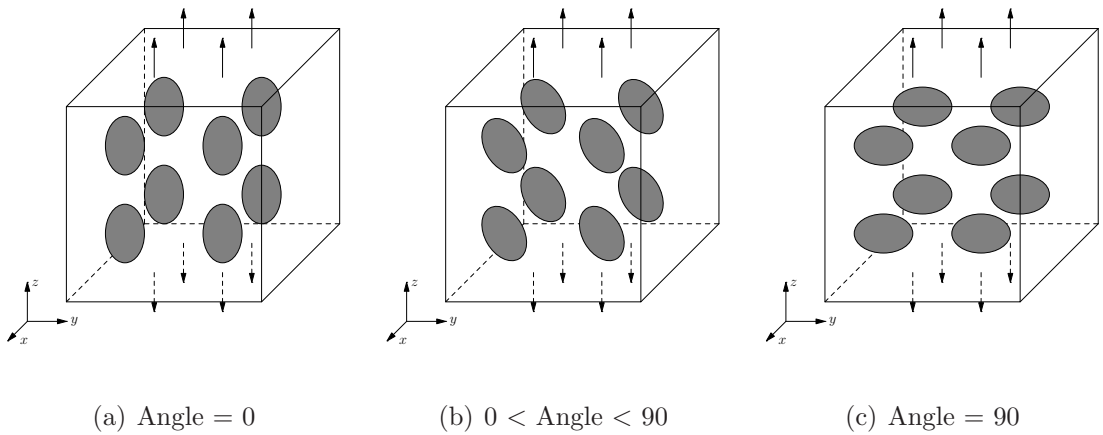 z
y
x
z
y
x
z
y
x
(a) Angle = 0
(b) 0 < Angle < 90
(c) Angle = 90